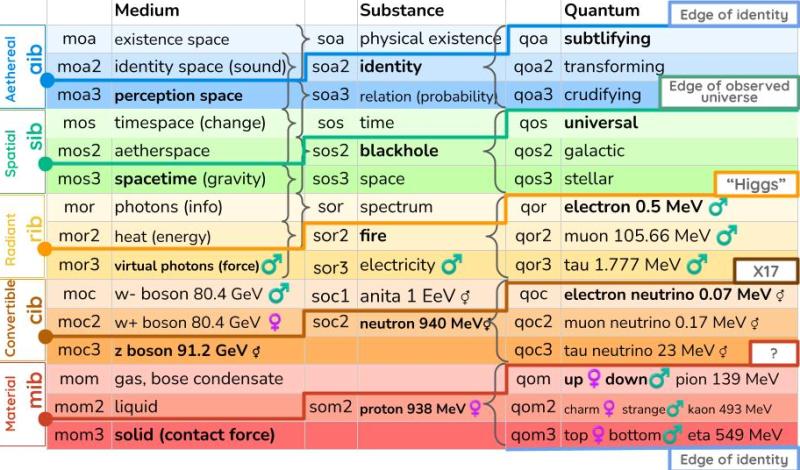 Medium Substance Quantum
Edge of identity
Aethereal aib
moa existence space soa physical existence qoa subtlifying
moa2 identity space (sound) soa2 identity qoa2 transforming
moa3 perception space soa3 relation (probability) qoa3 crudifying
Edge of observed universe
Spatial sib
mos timespace (change) sos time qos universal
mos2 aetherspace sos2 blackhole qos2 galactic
mos3 spacetime (gravity) sos3 space qos3 stellar
"Higgs"
Radiant rib
mor photons (info) sor spectrum qor electron 0.5 MeV ♂
mor2 heat (energy) sor2 fire qor2 muon 105.66 MeV ♂
mor3 virtual photons (force) ♂ sor3 electricity ♂ qor3 tau 1.777 MeV ♂
X17
Convertible cib
moc w- boson 80.4 GeV ♂ soc1 anita 1 EeV ⚥ qoc electron neutrino 0.07 MeV ⚥
moc2 w+ boson 80.4 GeV ♀ soc2 neutron 940 MeV ⚥ qoc2 muon neutrino 0.17 MeV ⚥
moc3 z boson 91.2 GeV ⚥ qoc3 tau neutrino 23 MeV ⚥
?
Material mib
mom gas, bose condensate qom up ♀ down ♂ pion 139 MeV
mom2 liquid som2 proton 938 MeV ♀ qom2 charm ♀ strange ♂ kaon 493 MeV
mom3 solid (contact force) qom3 top ♀ bottom ♂ eta 549 MeV
Edge of identity